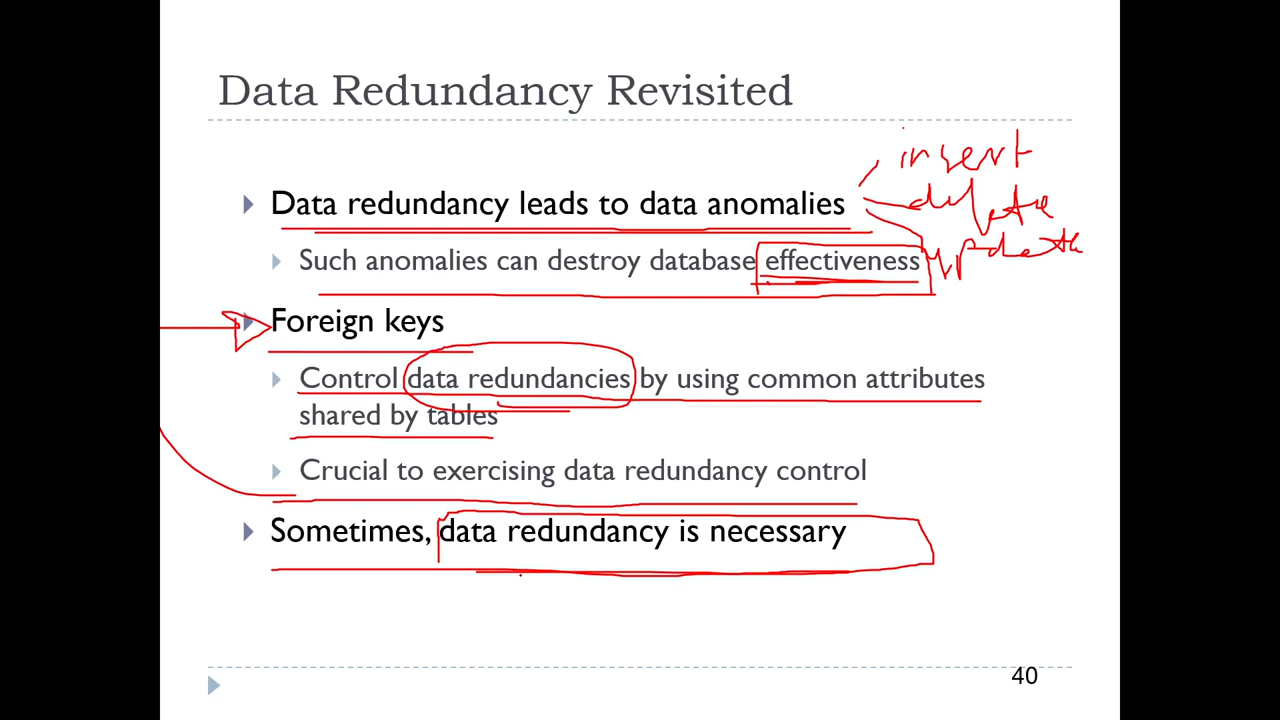 Data Redundancy Revisited
insert
Data redundancy leads to data anomalies
delete
update
Such anomalies can destroy database effectiveness
Foreign keys
Control data redundancies by using common attributes
shared by tables
Crucial to exercising data redundancy control
Sometimes, data redundancy is necessary
40